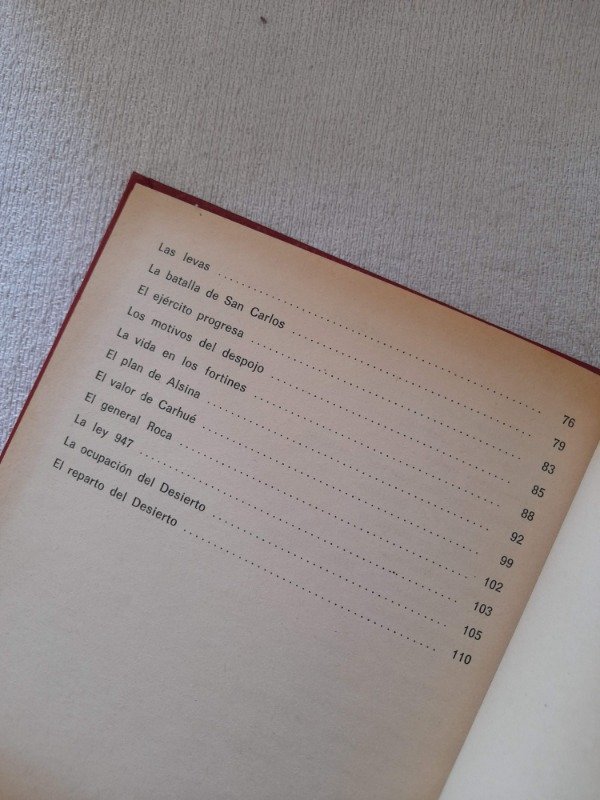 Las levas ........ 76
La batalla de San Carlos ........ 79
El ejército progresa ........ 83
Los motivos del despojo ........ 85
La vida en los fortines ........ 88
El plan de Alsina ........ 92
El valor de Carhué ........ 99
El general Roca ........ 102
La ley 947 ........ 103
La ocupación del Desierto ........ 105
El reparto del Desierto ........ 110